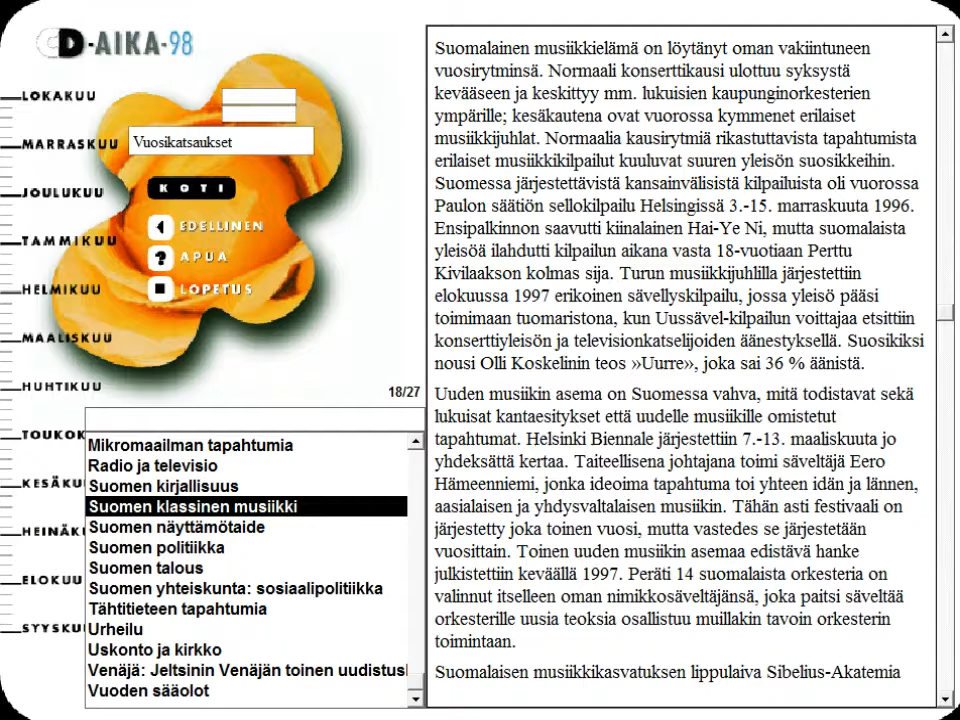 CD-AIKA-98
LOKAKUU
MARRASKUU
JOULUKUU
TAMMIKUU
HELMIKUU
MAALISKUU
HUHTIKUU
TOUKOK
KESÄKU
HEINÄK
ELOKUU
SYYSKU
Vuosikatsaukset
KOTI
EDELLINEN
?
APUA
LOPETUS
18/27
Mikromaailman tapahtumia
Radio ja televisio
Suomen kirjallisuus
Suomen klassinen musiikki
Suomen näyttämötaide
Suomen politiikka
Suomen talous
Suomen yhteiskunta: sosiaalipolitiikka
Tähtitieteen tapahtumia
Urheilu
Uskonto ja kirkko
Venäjä: Jeltsinin Venäjän toinen uudistusl
Vuoden sääolot
Suomalainen musiikkielämä on löytänyt oman vakiintuneen
vuosirytminsä. Normaali konserttikausi ulottuu syksystä
kevääseen ja keskittyy mm. lukuisien kaupunginorkesterien
ympärille; kesäkautena ovat vuorossa kymmenet erilaiset
musiikkijuhlat. Normaalia kausirytmiä rikastuttavista tapahtumista
erilaiset musiikkikilpailut kuuluvat suuren yleisön suosikkeihin.
Suomessa järjestettävistä kansainvälisistä kilpailuista oli vuorossa
Paulon säätiön sellokilpailu Helsingissä 3.-15. marraskuuta 1996.
Ensipalkinnon saavutti kiinalainen Hai-Ye Ni, mutta suomalaista
yleisöä ilahdutti kilpailun aikana vasta 18-vuotiaan Perttu
Kivilaakson kolmas sija. Turun musiikkijuhlilla järjestettiin
elokuussa 1997 erikoinen sävellyskilpailu, jossa yleisö pääsi
toimimaan tuomaristona, kun Uussävel-kilpailun voittajaa etsittiin
konserttiyleisön ja televisionkatselijoiden äänestyksellä. Suosikiksi
nousi Olli Koskelinin teos »Uurre», joka sai 36 % äänistä.
Uuden musiikin asema on Suomessa vahva, mitä todistavat sekä
lukuisat kantaesitykset että uudelle musiikille omistetut
tapahtumat. Helsinki Biennale järjestettiin 7.-13. maaliskuuta jo
yhdeksättä kertaa. Taiteellisena johtajana toimi säveltäjä Eero
Hämeenniemi, jonka ideoima tapahtuma toi yhteen idän ja lännen,
aasialaisen ja yhdysvaltalaisen musiikin. Tähän asti festivaali on
järjestetty joka toinen vuosi, mutta vastedes se järjestetään
vuosittain. Toinen uuden musiikin asemaa edistävä hanke
julkistettiin keväällä 1997. Peräti 14 suomalaista orkesteria on
valinnut itselleen oman nimikkosäveltäjänsä, joka paitsi säveltää
orkesterille uusia teoksia osallistuu muillakin tavoin orkesterin
toimintaan.
Suomalaisen musiikkikasvatuksen lippulaiva Sibelius-Akatemia